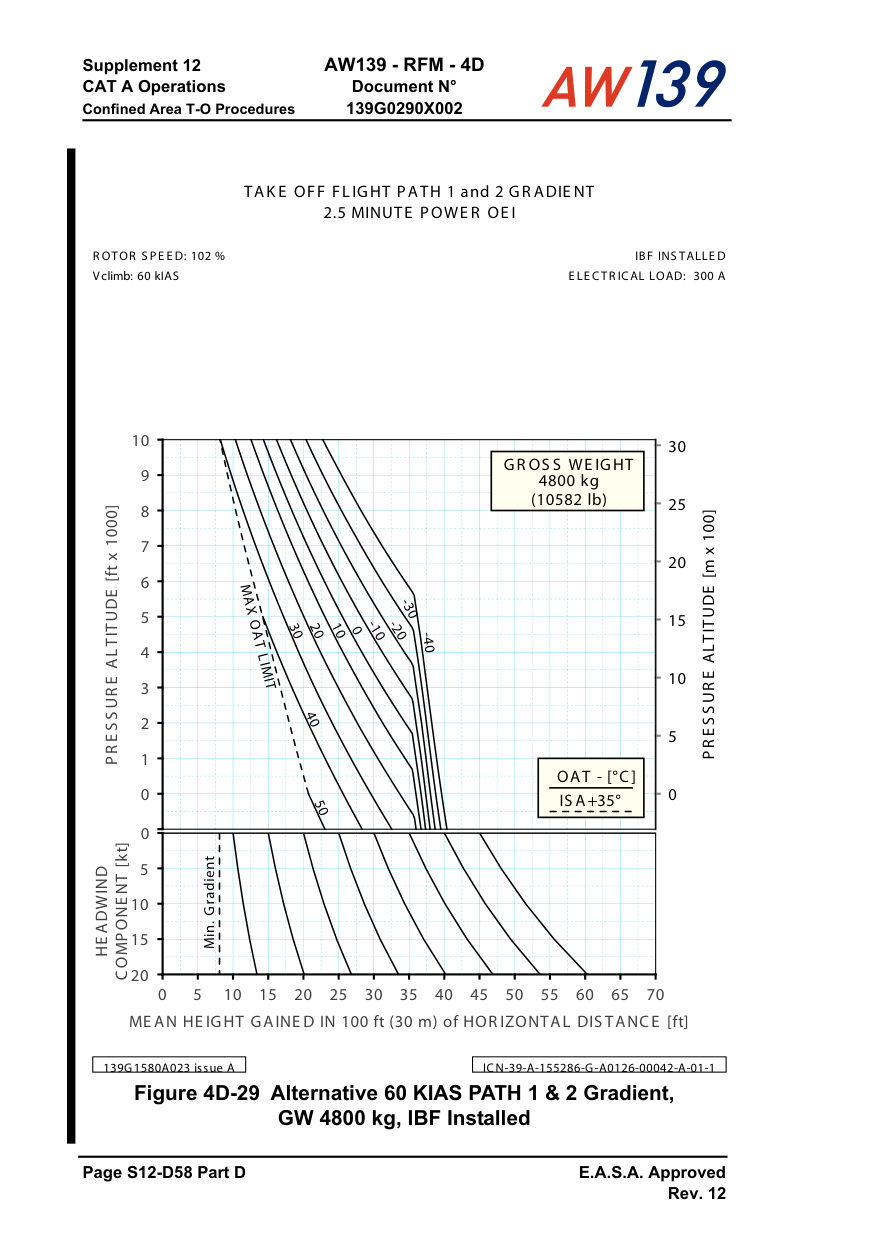 Supplement 12
CAT A Operations
Confined Area T-O Procedures
AW139 - RFM - 4D
Document N°
139G0290X002
AW139
TAKE OFF FLIGHT PATH 1 and 2 GRADIENT
2.5 MINUTE POWER OEI
ROTOR SPEED: 102 %
Vclimb: 60 kIAS
IBF INSTALLED
ELECTRICAL LOAD: 300 A
GROSS WEIGHT
4800 kg
(10582 lb)
PRESSURE ALTITUDE [ft x 1000]
10
9
8
7
6
5
4
3
2
1
0
PRESSURE ALTITUDE [m x 100]
30
25
20
15
10
5
0
MAX OAT LIMIT
50
40
30
20
10
0
-10
-20
-30
-40
OAT - [°C]
ISA+35°
HEADWIND
COMPONENT [kt]
0
5
10
15
20
Min. Gradient
0 5 10 15 20 25 30 35 40 45 50 55 60 65 70
MEAN HEIGHT GAINED IN 100 ft (30 m) of HORIZONTAL DISTANCE [ft]
139G1580A023 issue A
ICN-39-A-155286-G-A0126-00042-A-01-1
Figure 4D-29 Alternative 60 KIAS PATH 1 & 2 Gradient,
GW 4800 kg, IBF Installed
Page S12-D58 Part D
E.A.S.A. Approved
Rev. 12